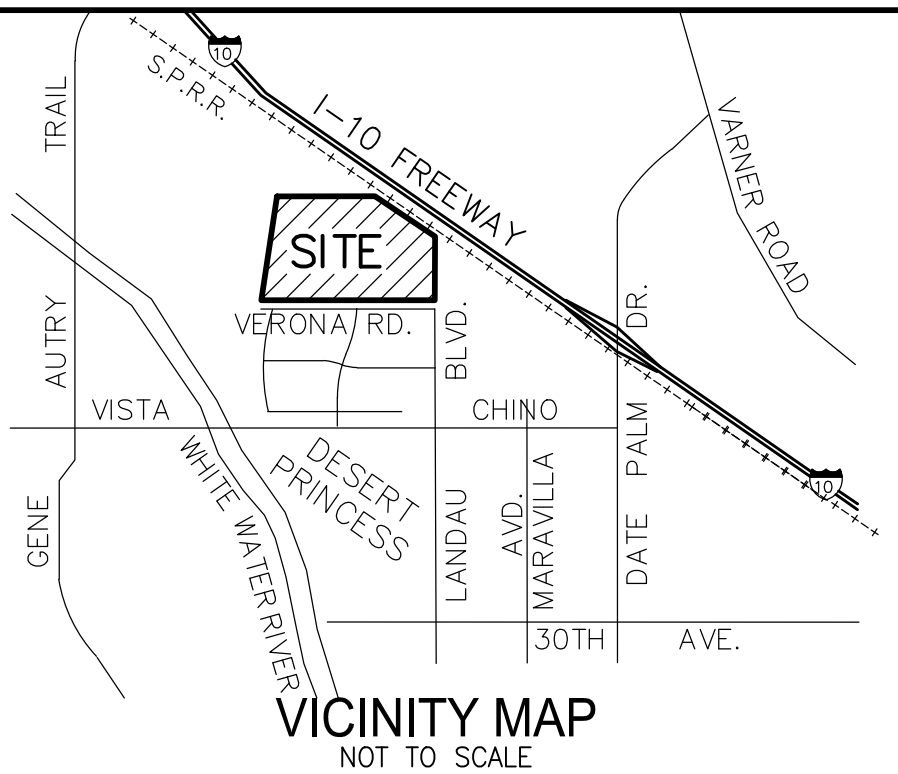 10
S.P.R.R.
I-10 FREEWAY
VARNER ROAD
GENE AUTRY TRAIL
SITE
VERONA RD.
LANDAU BLVD.
DATE PALM DR.
VISTA CHINO
DESERT
PRINCESS
WHITE WATER RIVER
AVD.
MARAVILLA
10
30TH AVE.
VICINITY MAP
NOT TO SCALE